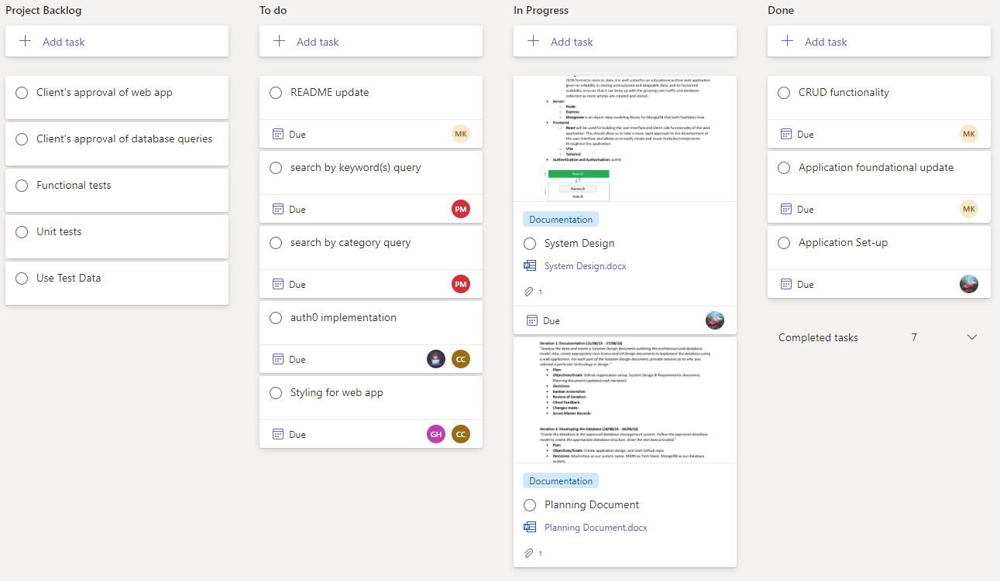 Project Backlog
Add task
Client's approval of web app
Client's approval of database queries
Functional tests
Unit tests
Use Test Data
To do
Add task
README update
Due
MK
search by keyword(s) query
Due
PM
search by category query
Due
PM
auth0 implementation
Due
CC
Styling for web app
Due
GH
CC
In Progress
Add task
JSON format to store to data. It is well suited for an educational archive web application
given its reliability in storing unstructured and adaptable data, and its horizontal
scalability ensures that it can keep up with the growing user traffic and database
collection as more articles are created and stored.
Server:
Node:
Express:
Mongoose is an object-data modeling library for MongoDB that both facilitates how
Frontend:
React will be used for building the user interface and client-side functionality of the web
application. This should allow us to take a more rapid approach to the development of
the user interface and allows us to easily create and reuse modules/components
throughout the application
Vite
Tailwind
Authentication and Authorisation: auth0
Express.JS
Node.JS
Documentation
System Design
System Design.docx
1
Due
Iteration 1: Documentation (21/08/23 - 27/08/23)
"Analyse the data and create a Solution Design document outlining the architecture and database
model. Also, create appropriate User Access and UX Design documents to implement the database using
a web application. For each part of the Solution Design document, provide reasons as to why you
selected a particular technology or design."
Plan:
Objectives/Goals: Github organisation setup, System Design & Requirements document,
Planning document (updated each iteration)
Decisions:
Kanban screenshot:
Review of Iteration:
Client feedback:
Changes made:
Scrum Master Records:
Iteration 2: Developing the Database (28/08/23 - 03/09/23)
"Create the database in the approved database management system. Follow the approved database
model to create the appropriate database structure. Enter the test data provided."
Plan:
Objectives/Goals: Create application design, and start Github repo
Decisions: EduArchive as our system name, MERN as Tech Stack, MongoDB as our database
system.
Documentation
Planning Document
Planning Document.docx
1
Done
Add task
CRUD functionality
Due
MK
Application foundational update
Due
MK
Application Set-up
Due
Completed tasks 7